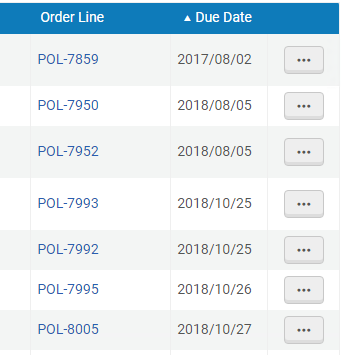 Order Line ▲ Due Date
POL-7859 2017/08/02 ...
POL-7950 2018/08/05 ...
POL-7952 2018/08/05 ...
POL-7993 2018/10/25 ...
POL-7992 2018/10/25 ...
POL-7995 2018/10/26 ...
POL-8005 2018/10/27 ...